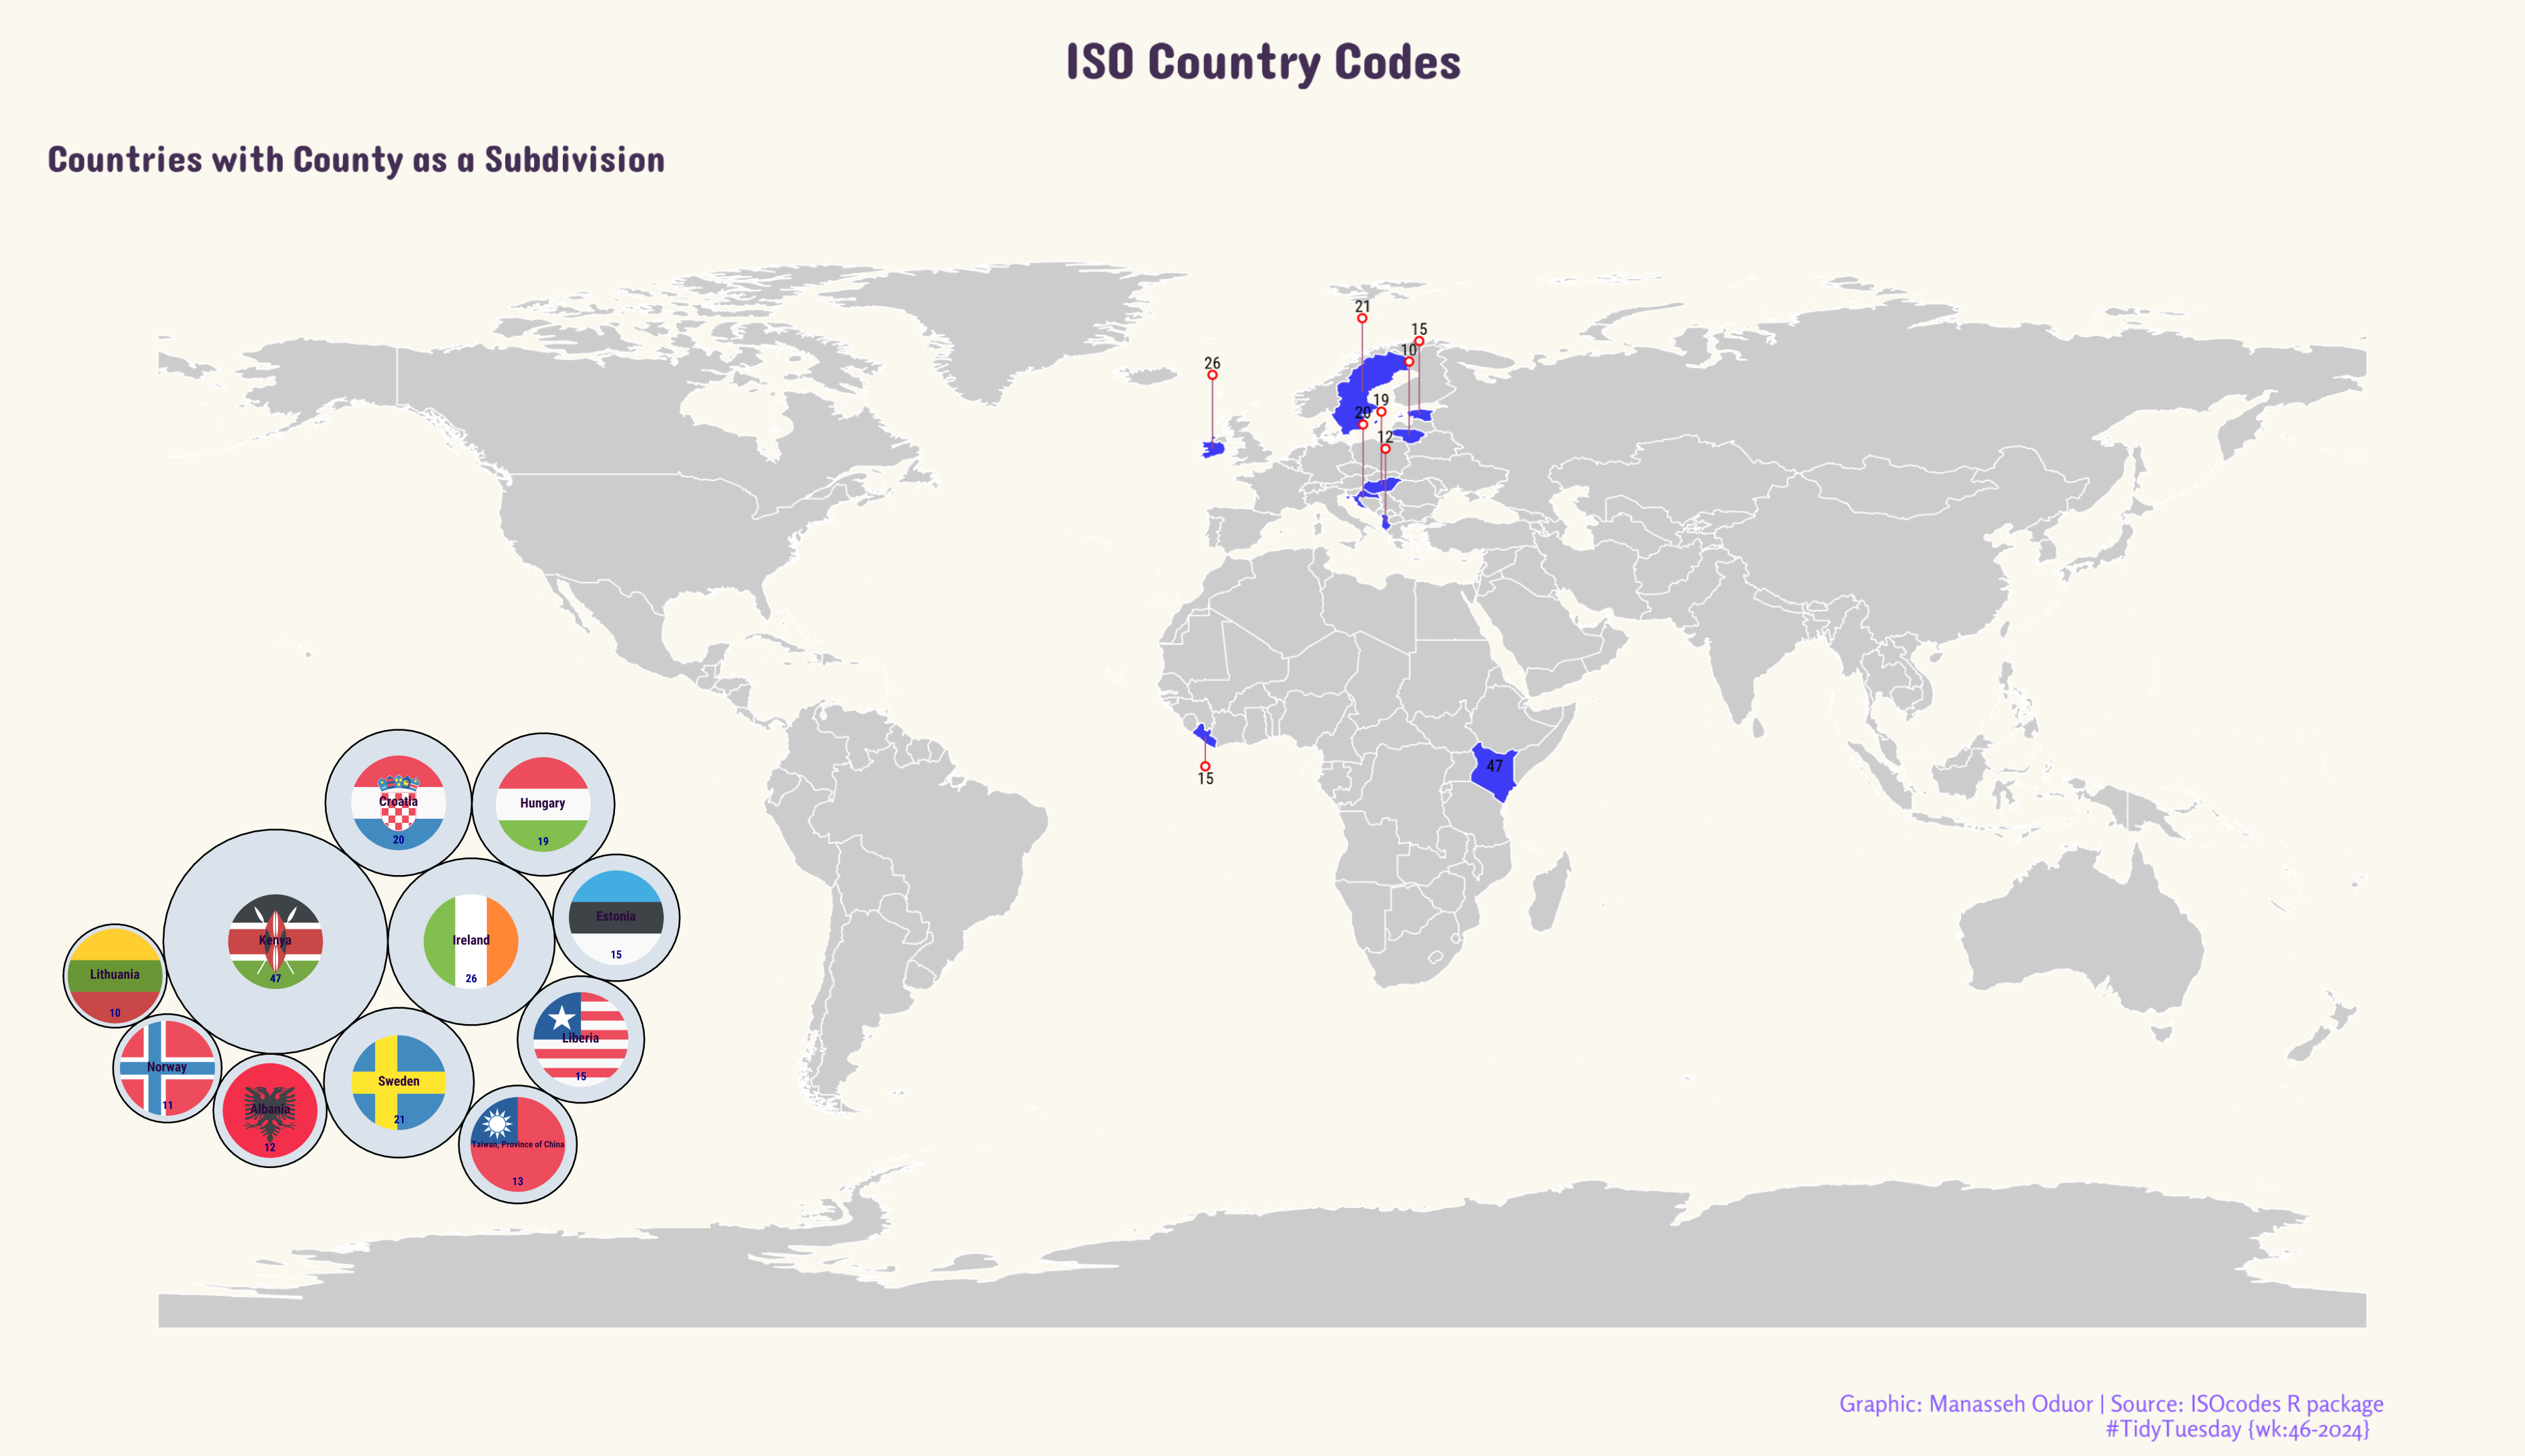 ISO Country Codes
Countries with County as a Subdivision
21
15
10
26
19
20
12
47
15
Croatia
20
Hungary
19
Kenya
47
Ireland
26
Estonia
15
Lithuania
10
Liberia
15
Norway
11
Albania
12
Sweden
21
Taiwan, Province of China
13
Graphic: Manasseh Oduor | Source: ISOcodes R package
#TidyTuesday {wk:46-2024}